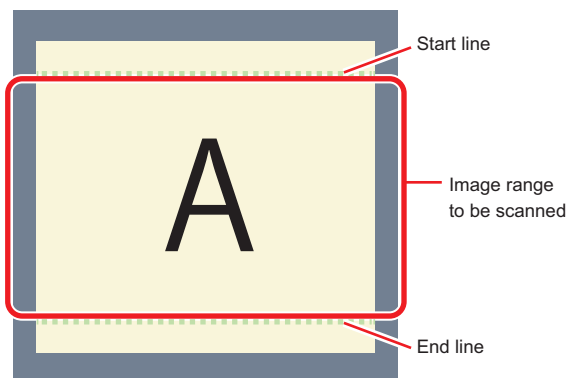 Start line
A
Image range
to be scanned
End line